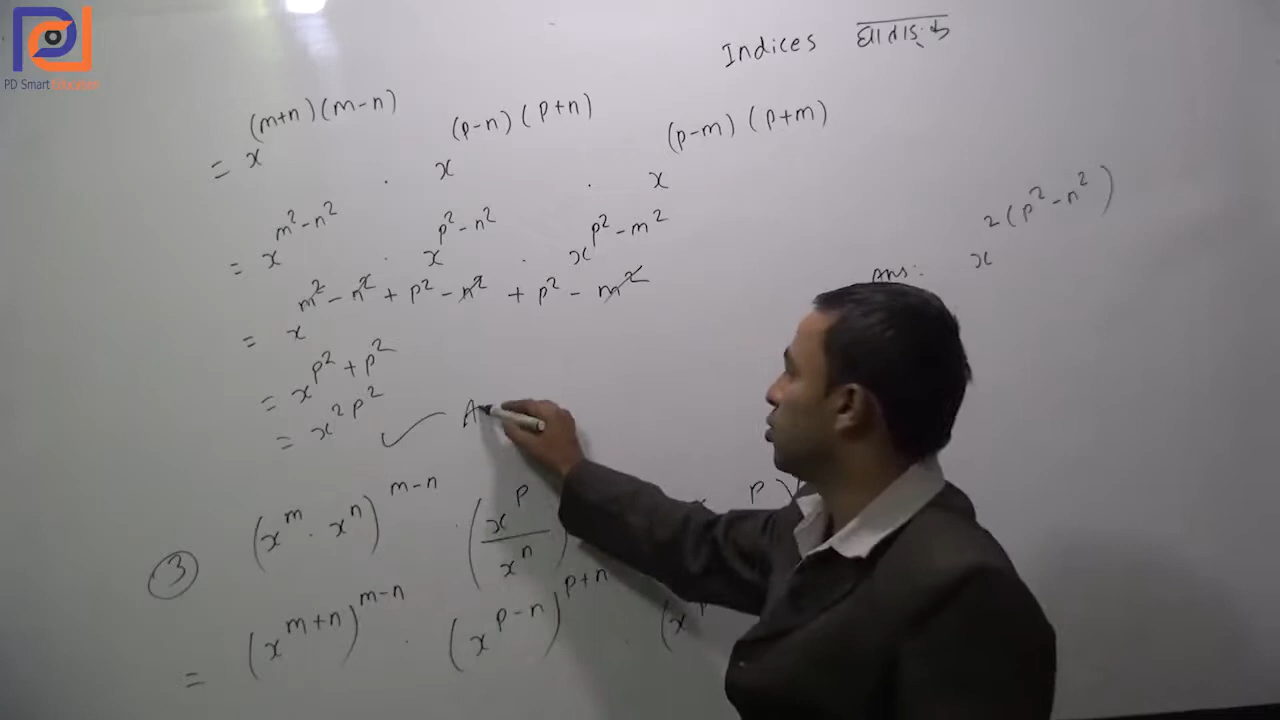 PD Smart Education
Indices घाताङ्क
= x^{(m+n)(m-n)} . x^{(p-n)(p+n)} . x^{(p-m)(p+m)}
= x^{m²-n²} . x^{p²-n²} . x^{p²-m²}
= x^{m²-n²+p²-n²+p²-m²}
= x^{p²+p²}
= x^{2p²}
A
Ans: x^{2(p²-n²)}
③ (x^m . x^n)^{m-n} . (x^p / x^n)
= (x^{m+n})^{m-n} . (x^{p-n})^{p+n} . (x^p